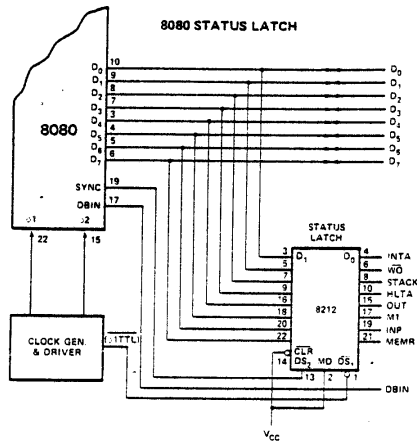 8080 STATUS LATCH
8080
10 D0 D0
9 D1 D1
8 D2 D2
7 D3 D3
3 D4 D4
4 D5 D5
5 D6 D6
6 D7 D7
SYNC 19
DBIN 17
ϕ1 ϕ2
22 15
STATUS
LATCH
3 D1 D0 4 INTA
5 6 W̅O̅
7 8 STACK
9 10 HLTA
16 15 OUT
18 17 M1
20 19 INP
22 21 MEMR
8212
C̅L̅R̅
14 DS2 MD D̅S̅1
13 2 1
CLOCK GEN.
& DRIVER
(ϕ1TTL)
DBIN
VCC